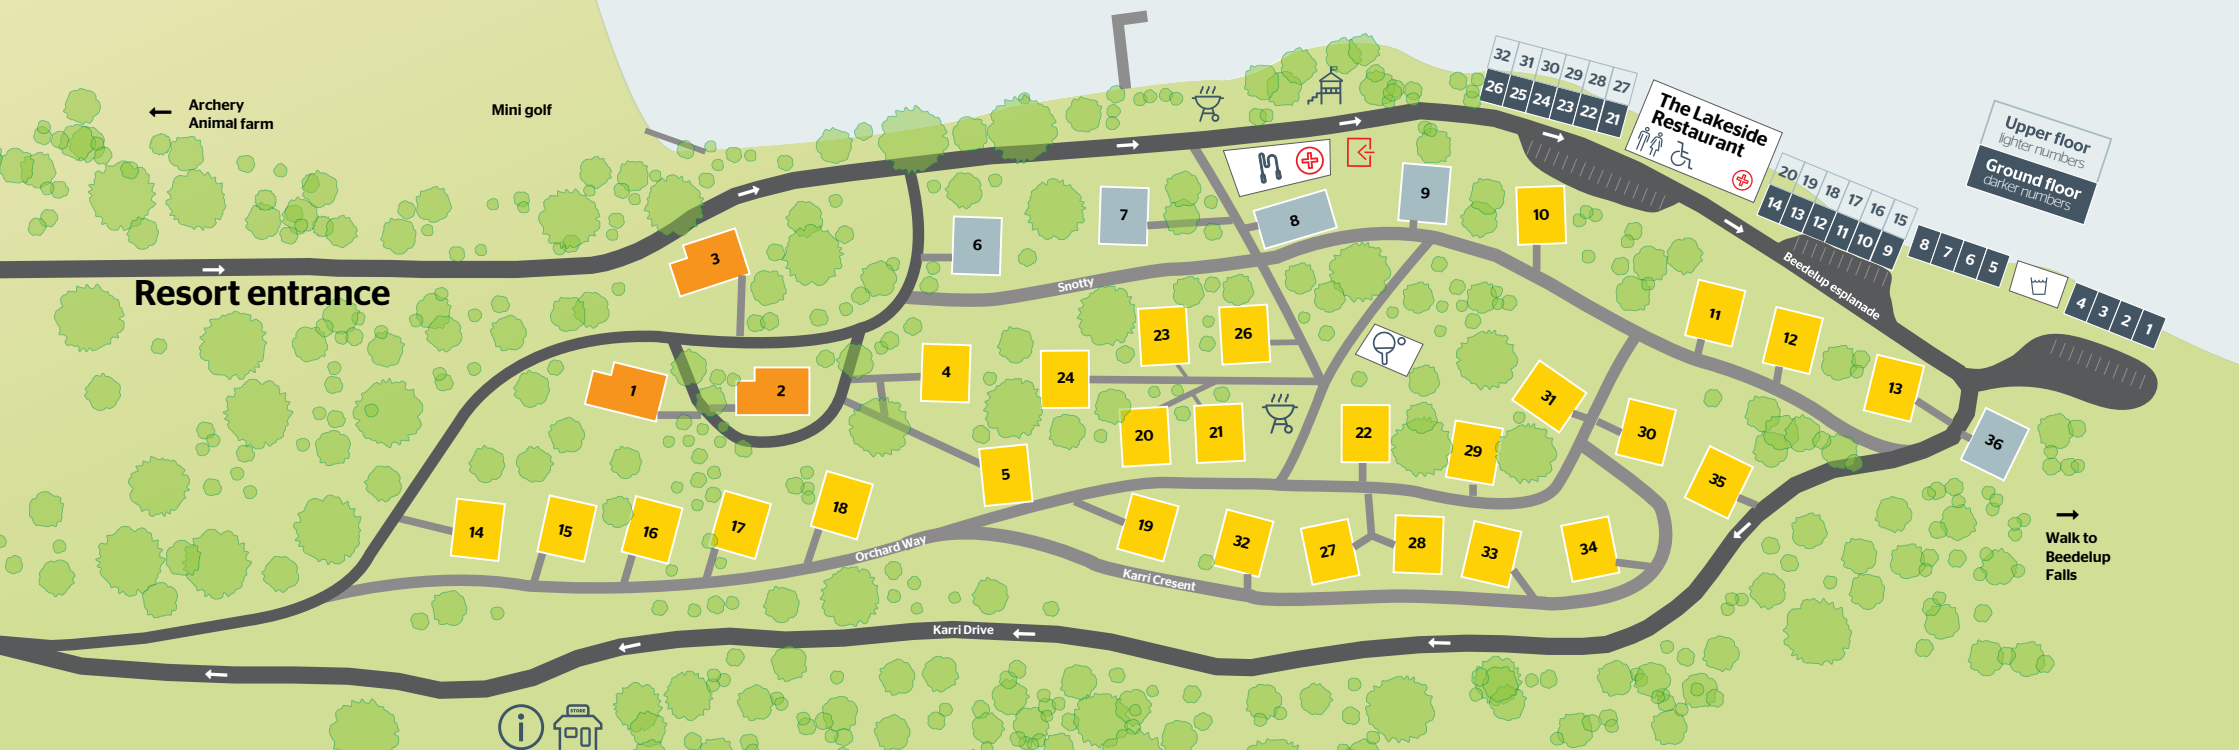 Archery
Animal farm
Mini golf
Resort entrance
32 31 30 29 28 27
26 25 24 23 22 21
The Lakeside
Restaurant
20 19 18 17 16 15
14 13 12 11 10 9
8 7 6 5
4 3 2 1
Upper floor
lighter numbers
Ground floor
darker numbers
Beedelup esplanade
Snotty
3
6
7
8
9
10
11
12
13
36
1
2
4
5
24
23
26
20
21
22
29
31
30
35
14
15
16
17
18
19
32
27
28
33
34
Orchard Way
Karri Cresent
Karri Drive
Walk to
Beedelup
Falls
i
STORE